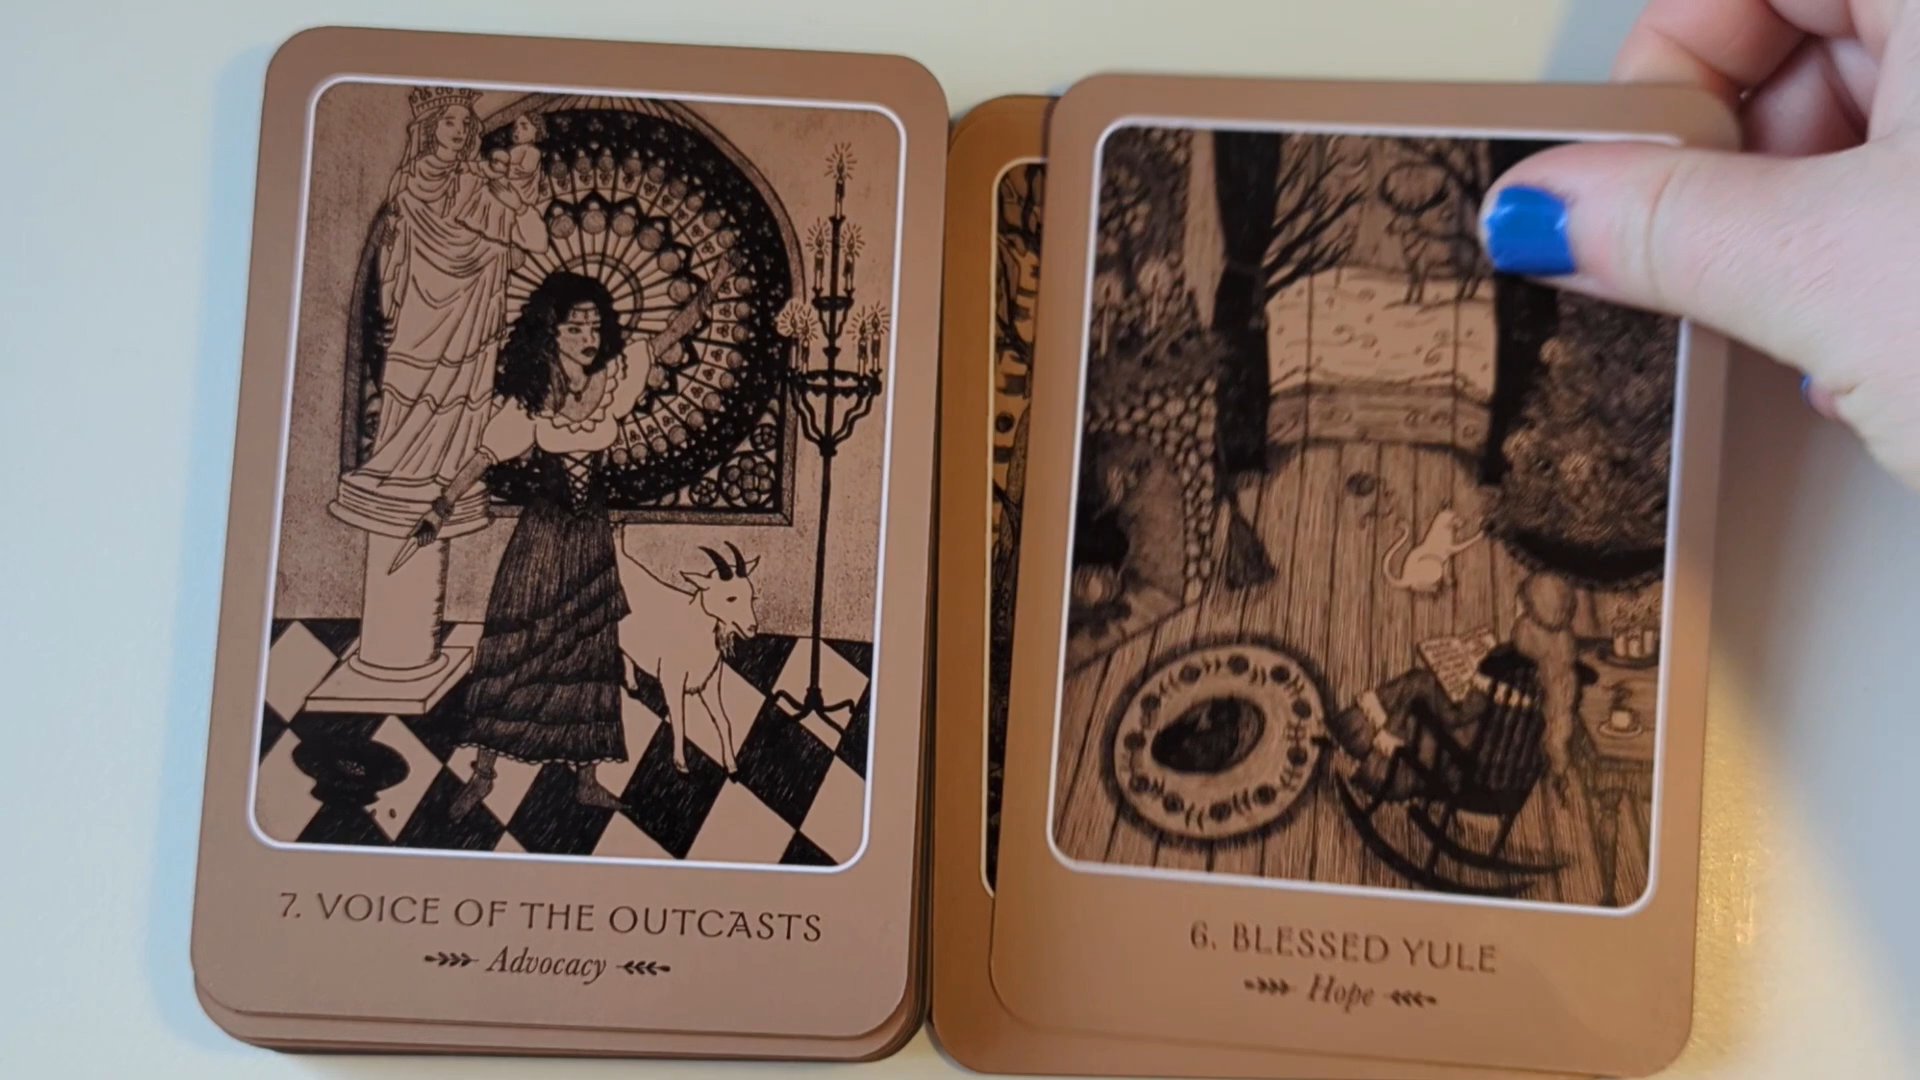 7. VOICE OF THE OUTCASTS
Advocacy
6. BLESSED YULE
Hope